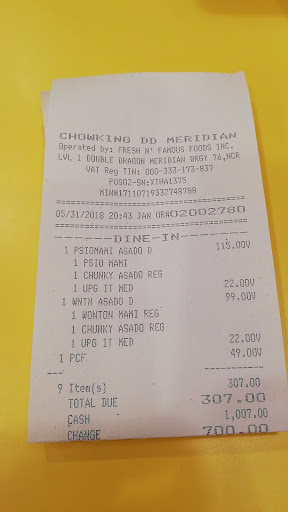 CHOWKING DD MERIDIAN
Operated by: FRESH N' FAMOUS FOODS INC.
LVL 1 DOUBLE DRAGON MERIDIAN BRGY 76,NCR
VAT Reg TIN: 000-333-173-837
POS02-SN:XTHA1375
MIN#17110719332748788
05/31/2018 20:43 JAN OR#02002780
DINE-IN
1 PSIOMAMI ASADO D 115.00V
1 PSIO MAMI
1 CHUNKY ASADO REG
1 UPG IT MED 22.00V
1 WNTN ASADO D 99.00V
1 WONTON MAMI REG
1 CHUNKY ASADO REG
1 UPG IT MED 22.00V
1 PCF 49.00V
9 Item(s) 307.00
TOTAL DUE 307.00
CASH 1,007.00
CHANGE 700.00